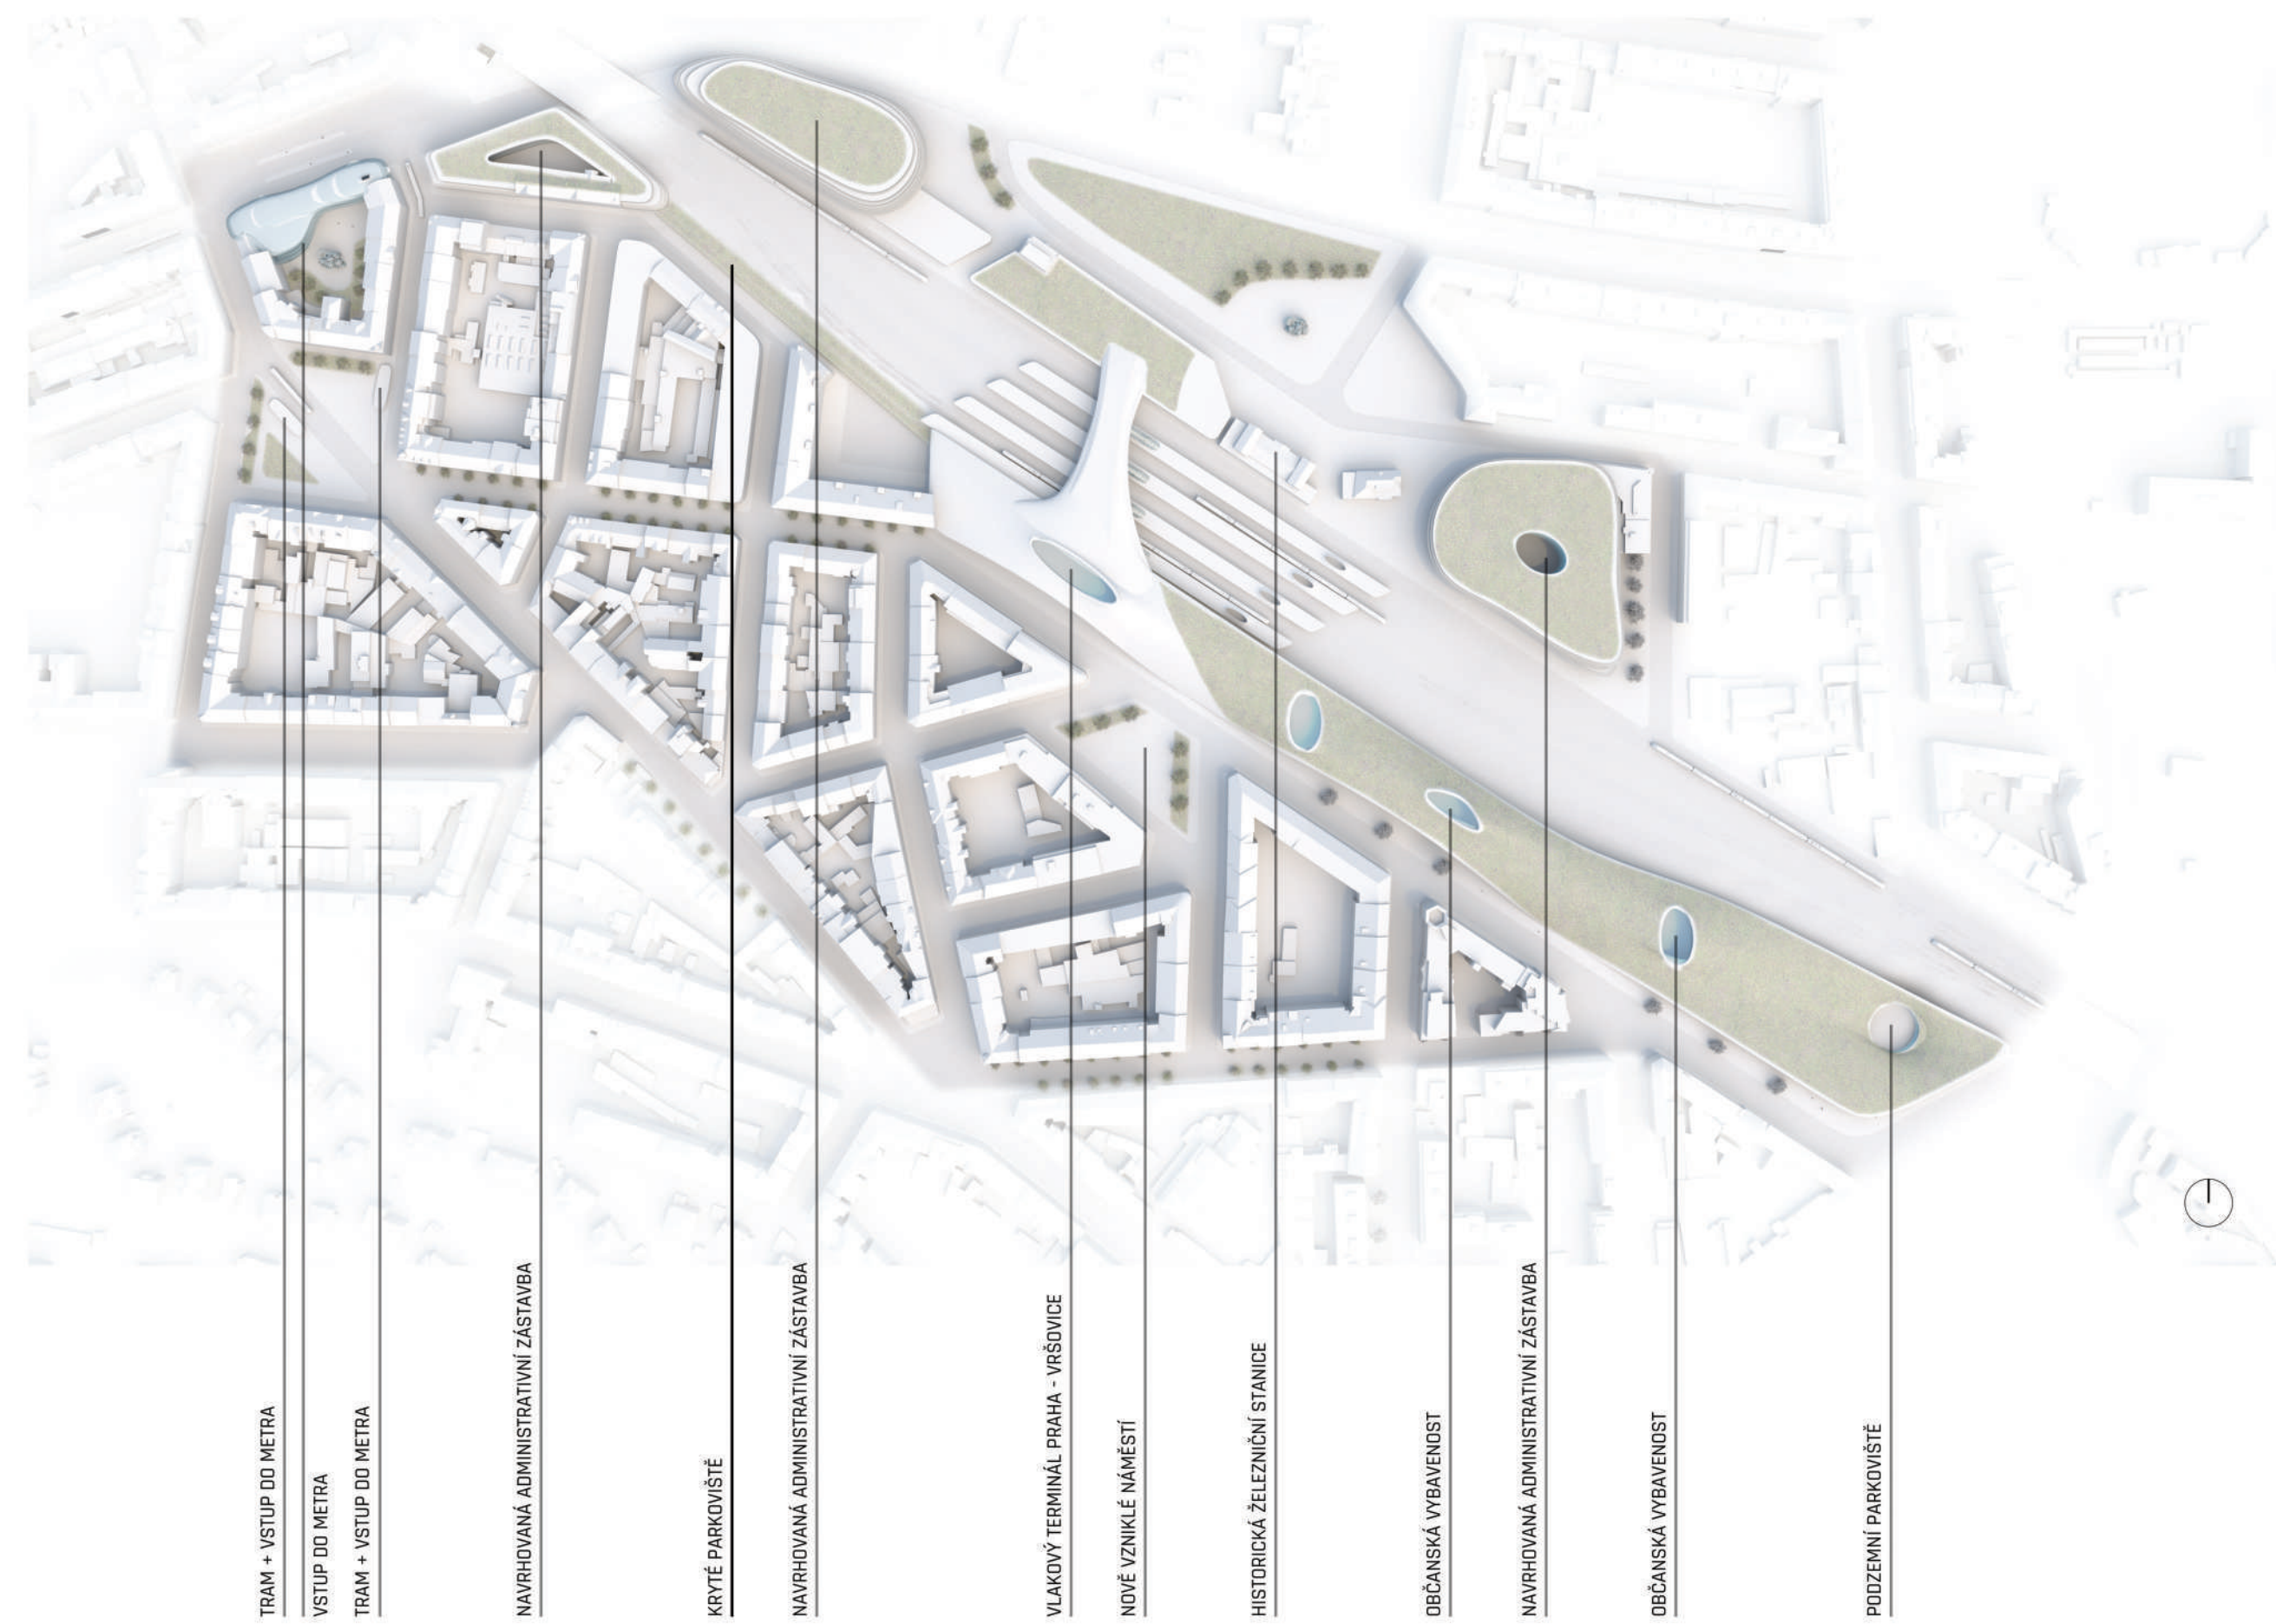 TRAM + VSTUP DO METRA
VSTUP DO METRA
TRAM + VSTUP DO METRA
NAVRHOVANÁ ADMINISTRATIVNÍ ZÁSTAVBA
KRYTÉ PARKOVIŠTĚ
NAVRHOVANÁ ADMINISTRATIVNÍ ZÁSTAVBA
VLAKOVÝ TERMINÁL PRAHA - VRŠOVICE
NOVĚ VZNIKLÉ NÁMĚSTÍ
HISTORICKÁ ŽELEZNIČNÍ STANICE
OBČANSKÁ VYBAVENOST
NAVRHOVANÁ ADMINISTRATIVNÍ ZÁSTAVBA
OBČANSKÁ VYBAVENOST
PODZEMNÍ PARKOVIŠTĚ